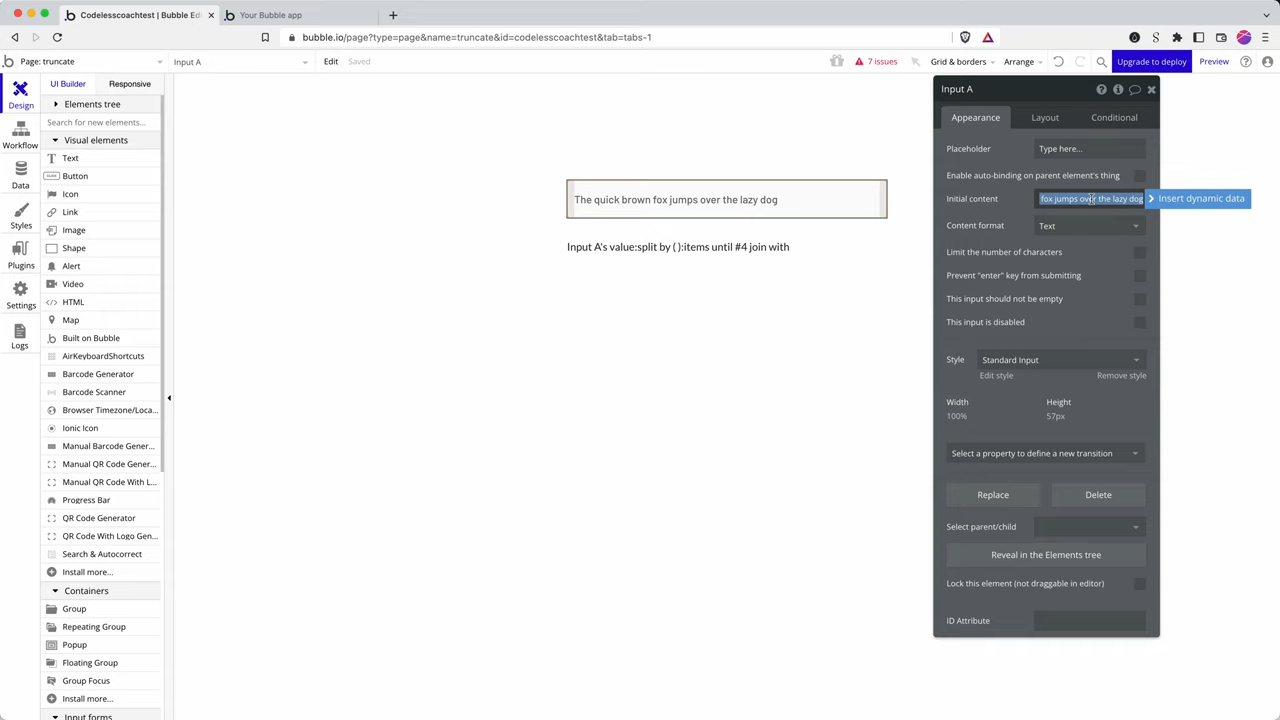 Codelesscoachtest | Bubble Ed
Your Bubble app
bubble.io/page?type=page&name=truncate&id=codelesscoachtest&tab=tabs-1
Page: truncate
Input A
Edit
Saved
7 issues
Grid & borders
Arrange
Upgrade to deploy
Preview
Design
Workflow
Data
Styles
Plugins
Settings
Logs
UI Builder
Responsive
Elements tree
Search for new elements...
Visual elements
Text
CLICK
Button
Icon
Link
Image
Shape
Alert
Video
HTML
Map
Built on Bubble
AirKeyboardShortcuts
Barcode Generator
Barcode Scanner
Browser Timezone/Loca...
Ionic Icon
Manual Barcode Gener...
Manual QR Code Gener...
Manual QR Code With L...
Progress Bar
QR Code Generator
QR Code With Logo Gen...
Search & Autocorrect
Install more...
Containers
Group
Repeating Group
Popup
Floating Group
Group Focus
Install more...
Input forms
The quick brown fox jumps over the lazy dog
Input A's value:split by ( ):items until #4 join with
Input A
Appearance
Layout
Conditional
Placeholder
Type here...
Enable auto-binding on parent element's thing
Initial content
fox jumps over the lazy dog
Insert dynamic data
Content format
Text
Limit the number of characters
Prevent "enter" key from submitting
This input should not be empty
This input is disabled
Style
Standard Input
Edit style
Remove style
Width
Height
100%
57px
Select a property to define a new transition
Replace
Delete
Select parent/child
Reveal in the Elements tree
Lock this element (not draggable in editor)
ID Attribute